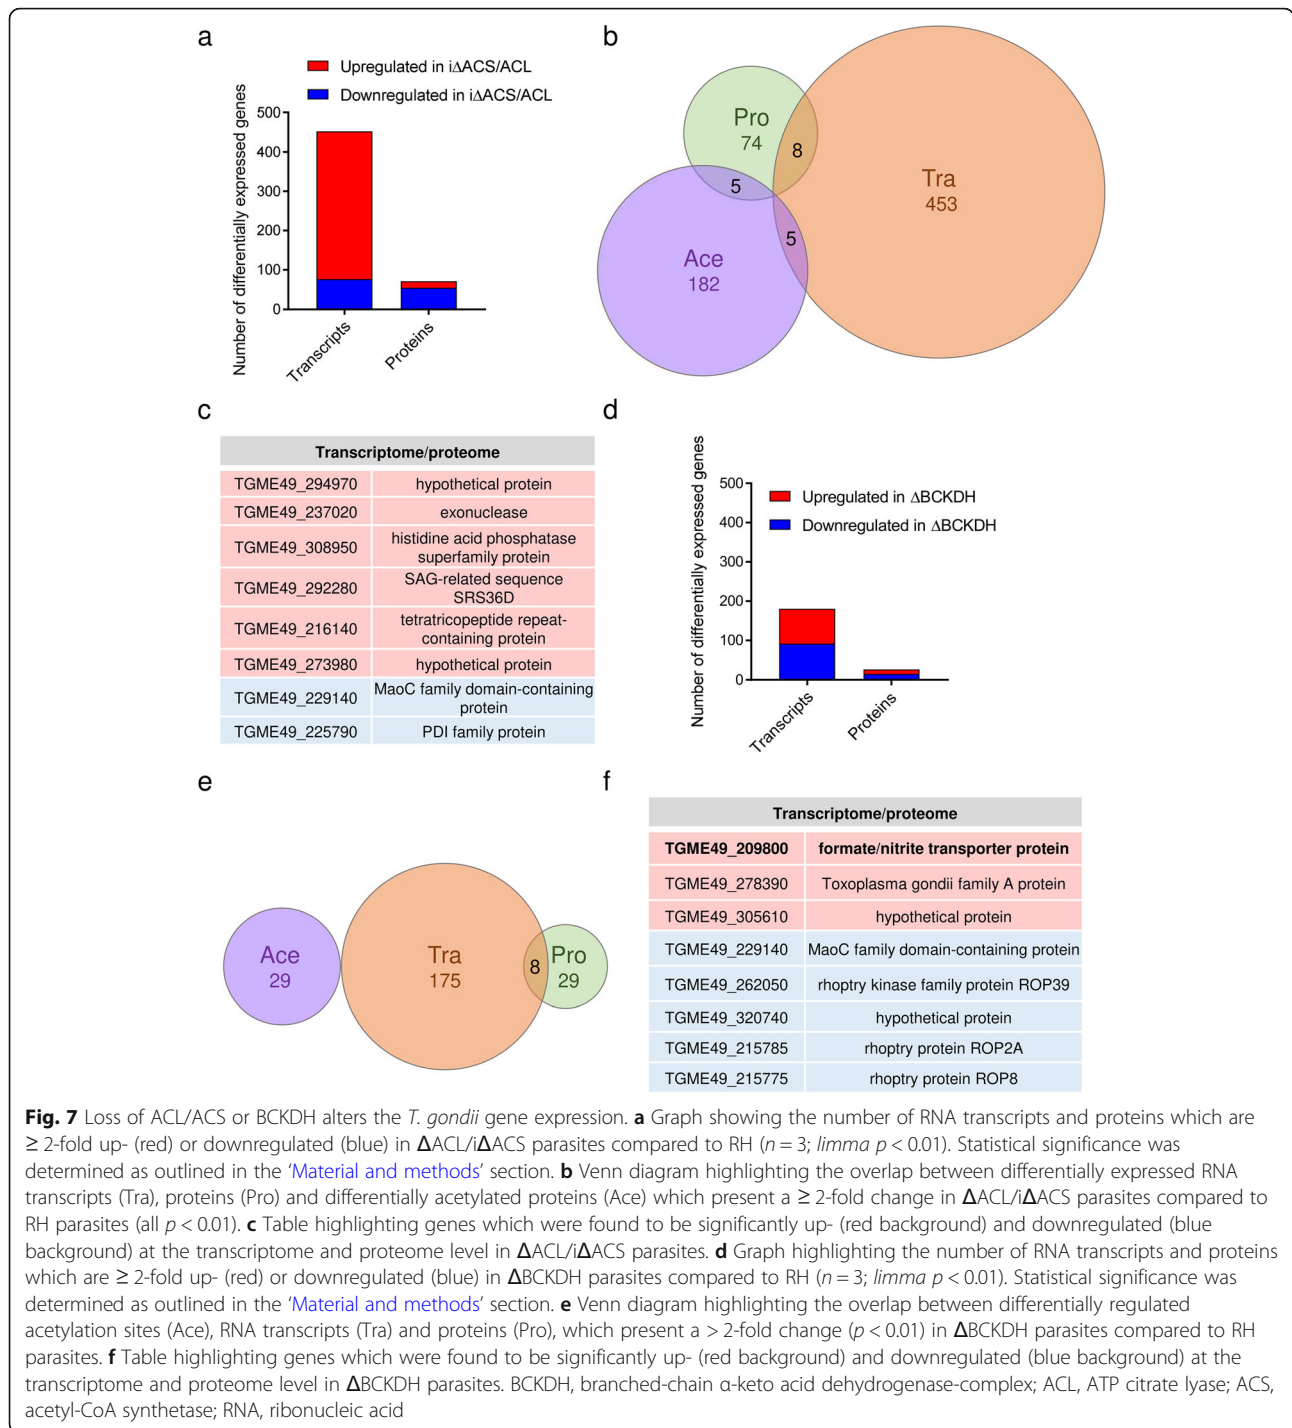 a
Upregulated in i∆ACS/ACL
Downregulated in i∆ACS/ACL
Number of differentially expressed genes
500
400
300
200
100
0
Transcripts
Proteins
b
Pro
74
8
5
Tra
453
5
Ace
182
c
Transcriptome/proteome
TGME49_294970 hypothetical protein
TGME49_237020 exonuclease
TGME49_308950 histidine acid phosphatase
superfamily protein
TGME49_292280 SAG-related sequence
SRS36D
TGME49_216140 tetratricopeptide repeat-
containing protein
TGME49_273980 hypothetical protein
TGME49_229140 MaoC family domain-containing
protein
TGME49_225790 PDI family protein
d
Number of differentially expressed genes
500
400
300
200
100
0
Upregulated in ∆BCKDH
Downregulated in ∆BCKDH
Transcripts
Proteins
e
Ace
29
Tra
175
8
Pro
29
f
Transcriptome/proteome
TGME49_209800 formate/nitrite transporter protein
TGME49_278390 Toxoplasma gondii family A protein
TGME49_305610 hypothetical protein
TGME49_229140 MaoC family domain-containing protein
TGME49_262050 rhoptry kinase family protein ROP39
TGME49_320740 hypothetical protein
TGME49_215785 rhoptry protein ROP2A
TGME49_215775 rhoptry protein ROP8
Fig. 7 Loss of ACL/ACS or BCKDH alters the T. gondii gene expression. a Graph showing the number of RNA transcripts and proteins which are
≥ 2-fold up- (red) or downregulated (blue) in ∆ACL/i∆ACS parasites compared to RH (n = 3; limma p < 0.01). Statistical significance was
determined as outlined in the ‘Material and methods’ section. b Venn diagram highlighting the overlap between differentially expressed RNA
transcripts (Tra), proteins (Pro) and differentially acetylated proteins (Ace) which present a ≥ 2-fold change in ∆ACL/i∆ACS parasites compared to
RH parasites (all p < 0.01). c Table highlighting genes which were found to be significantly up- (red background) and downregulated (blue
background) at the transcriptome and proteome level in ∆ACL/i∆ACS parasites. d Graph highlighting the number of RNA transcripts and proteins
which are ≥ 2-fold up- (red) or downregulated (blue) in ∆BCKDH parasites compared to RH (n = 3; limma p < 0.01). Statistical significance was
determined as outlined in the ‘Material and methods’ section. e Venn diagram highlighting the overlap between differentially regulated
acetylation sites (Ace), RNA transcripts (Tra) and proteins (Pro), which present a > 2-fold change (p < 0.01) in ∆BCKDH parasites compared to RH
parasites. f Table highlighting genes which were found to be significantly up- (red background) and downregulated (blue background) at the
transcriptome and proteome level in ∆BCKDH parasites. BCKDH, branched-chain α-keto acid dehydrogenase-complex; ACL, ATP citrate lyase; ACS,
acetyl-CoA synthetase; RNA, ribonucleic acid